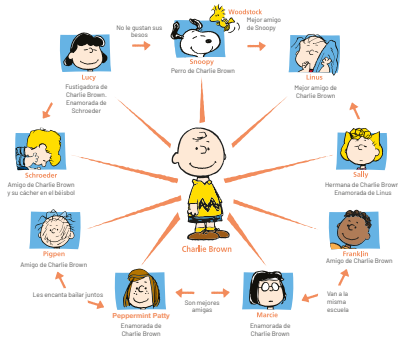 Woodstock
Mejor amigo
de Snoopy
No le gustan sus
besos
Snoopy
Perro de Charlie Brown
Lucy
Fustigadora de
Charlie Brown.
Enamorada de
Schroeder
Linus
Major amigo de
Charlie Brown
Schroeder
Amigo de Charlie Brown
y su cácher en el béisbol
Sally
Hermana de Charlie Brown
Enamorada de Linus
Pigpen
Amigo de Charlie Brown
Charlie Brown
Franklin
Amigo de Charlie Brown
Les encanta bailar juntos
Peppermint Patty
Enamorada de
Charlie Brown
Son mejores
amigas
Marcie
Enamorada de
Charlie Brown
Van a la
misma
escuela